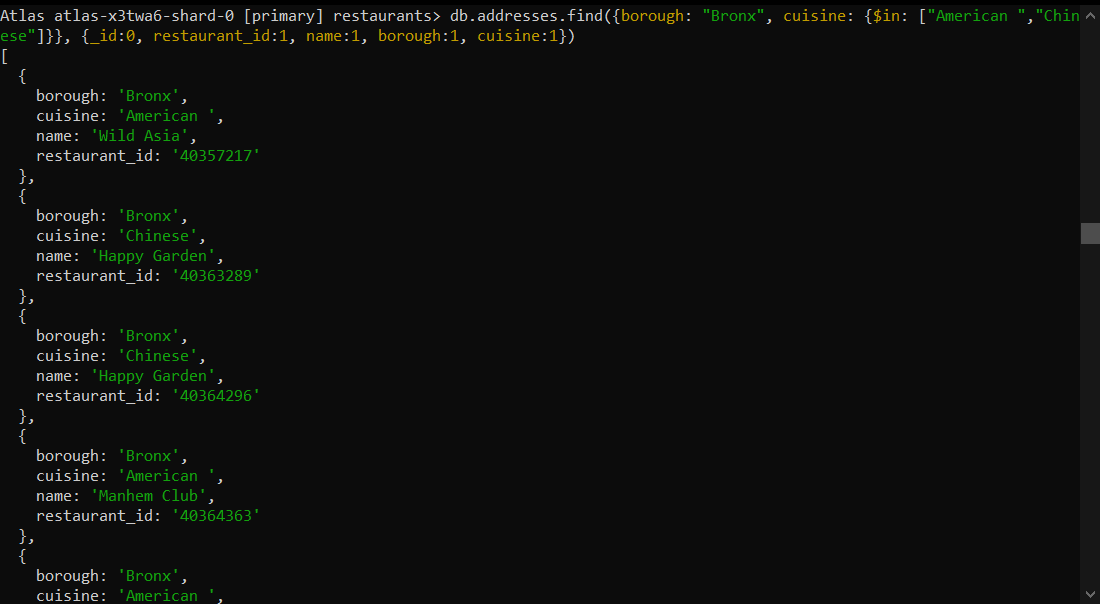 Atlas atlas-x3twa6-shard-0 [primary] restaurants> db.addresses.find({borough: "Bronx", cuisine: {$in: ["American ","Chin
ese"]}}, {_id:0, restaurant_id:1, name:1, borough:1, cuisine:1})
[
  {
    borough: 'Bronx',
    cuisine: 'American ',
    name: 'Wild Asia',
    restaurant_id: '40357217'
  },
  {
    borough: 'Bronx',
    cuisine: 'Chinese',
    name: 'Happy Garden',
    restaurant_id: '40363289'
  },
  {
    borough: 'Bronx',
    cuisine: 'Chinese',
    name: 'Happy Garden',
    restaurant_id: '40364296'
  },
  {
    borough: 'Bronx',
    cuisine: 'American ',
    name: 'Manhem Club',
    restaurant_id: '40364363'
  },
  {
    borough: 'Bronx',
    cuisine: 'American ',